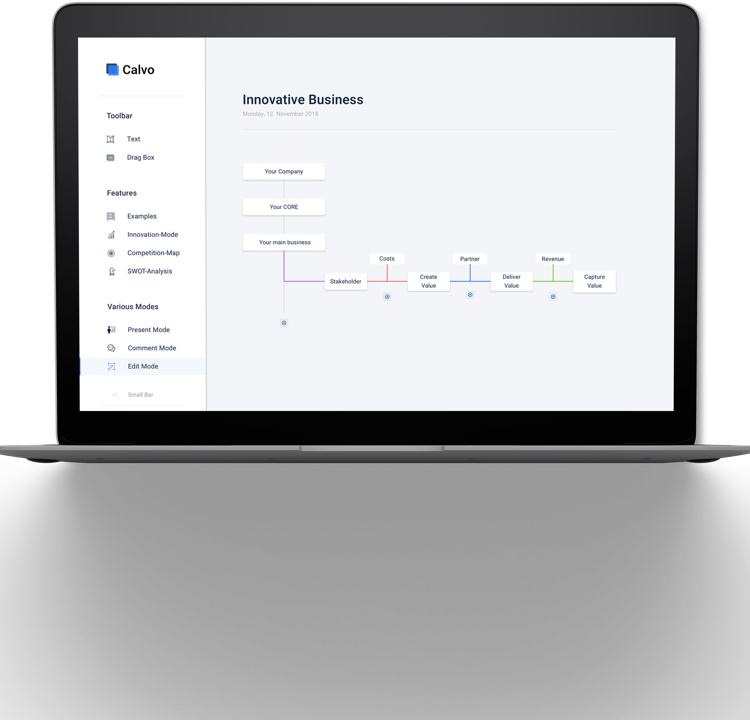 Calvo
Toolbar
Text
Drag Box
Features
Examples
Innovation-Mode
Competition-Map
SWOT-Analysis
Various Modes
Present Mode
Comment Mode
Edit Mode
Small Bar
Innovative Business
Monday, 12. November 2018
Your Company
Your CORE
Your main business
Costs
Partner
Revenue
Stakeholder
Create
Value
Deliver
Value
Capture
Value